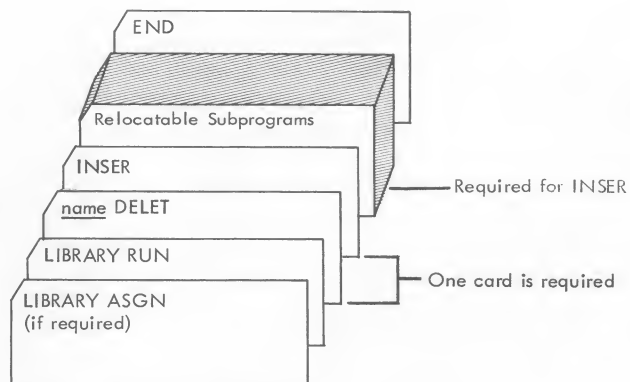 END
Relocatable Subprograms
INSER
Required for INSER
name DELET
LIBRARY RUN
One card is required
LIBRARY ASGN
(if required)